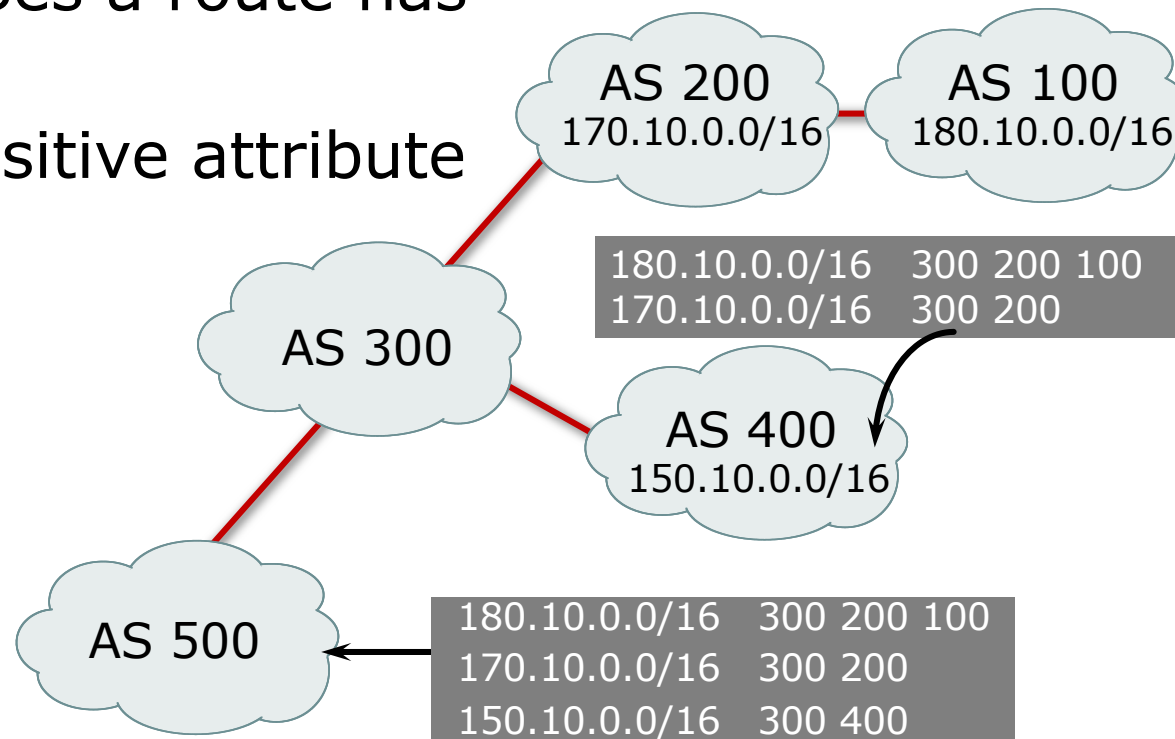 a route has
sitive attribute
AS 200
170.10.0.0/16
AS 100
180.10.0.0/16
180.10.0.0/16 300 200 100
170.10.0.0/16 300 200
AS 300
AS 400
150.10.0.0/16
AS 500
180.10.0.0/16 300 200 100
170.10.0.0/16 300 200
150.10.0.0/16 300 400